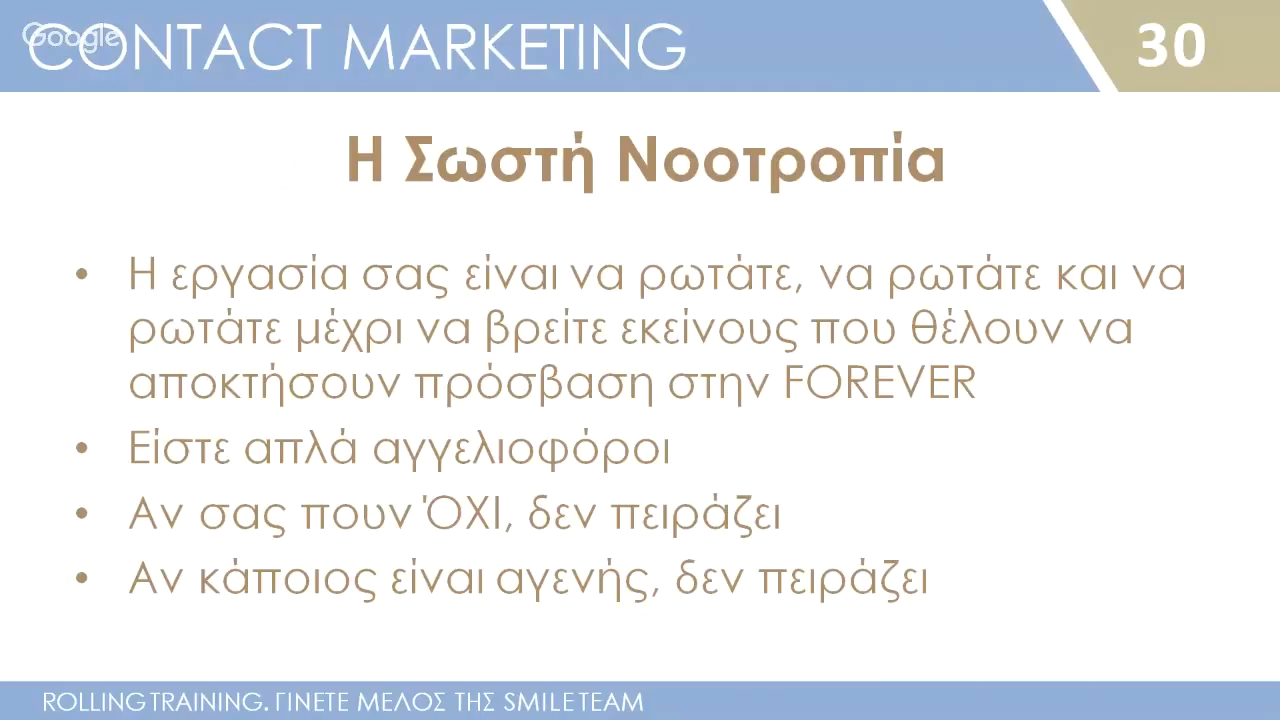 Google
CONTACT MARKETING
30
Η Σωστή Νοοτροπία
• Η εργασία σας είναι να ρωτάτε, να ρωτάτε και να
ρωτάτε μέχρι να βρείτε εκείνους που θέλουν να
αποκτήσουν πρόσβαση στην FOREVER
• Είστε απλά αγγελιοφόροι
• Αν σας πουν ΌΧΙ, δεν πειράζει
• Αν κάποιος είναι αγενής, δεν πειράζει
ROLLING TRAINING. ΓΙΝΕΤΕ ΜΕΛΟΣ ΤΗΣ SMILE TEAM